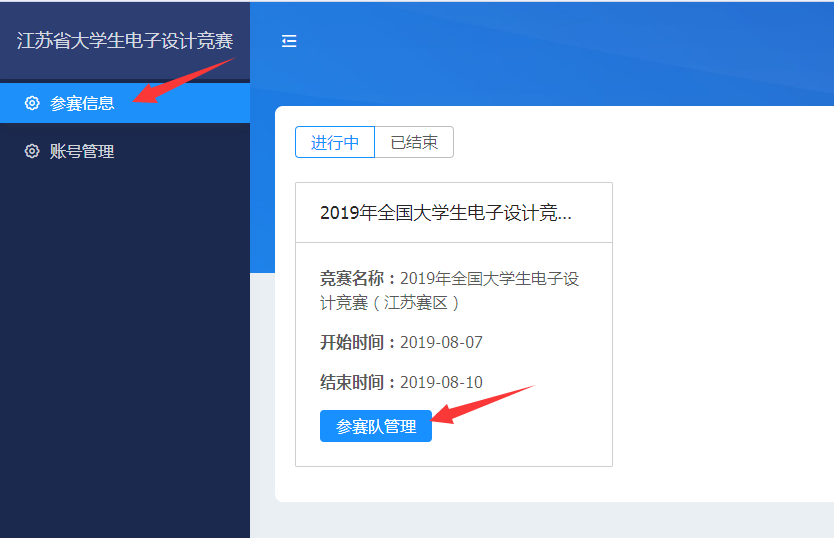 江苏省大学生电子设计竞赛
参赛信息
账号管理
进行中
已结束
2019年全国大学生电子设计竞...
竞赛名称：2019年全国大学生电子设
计竞赛（江苏赛区）
开始时间：2019-08-07
结束时间：2019-08-10
参赛队管理